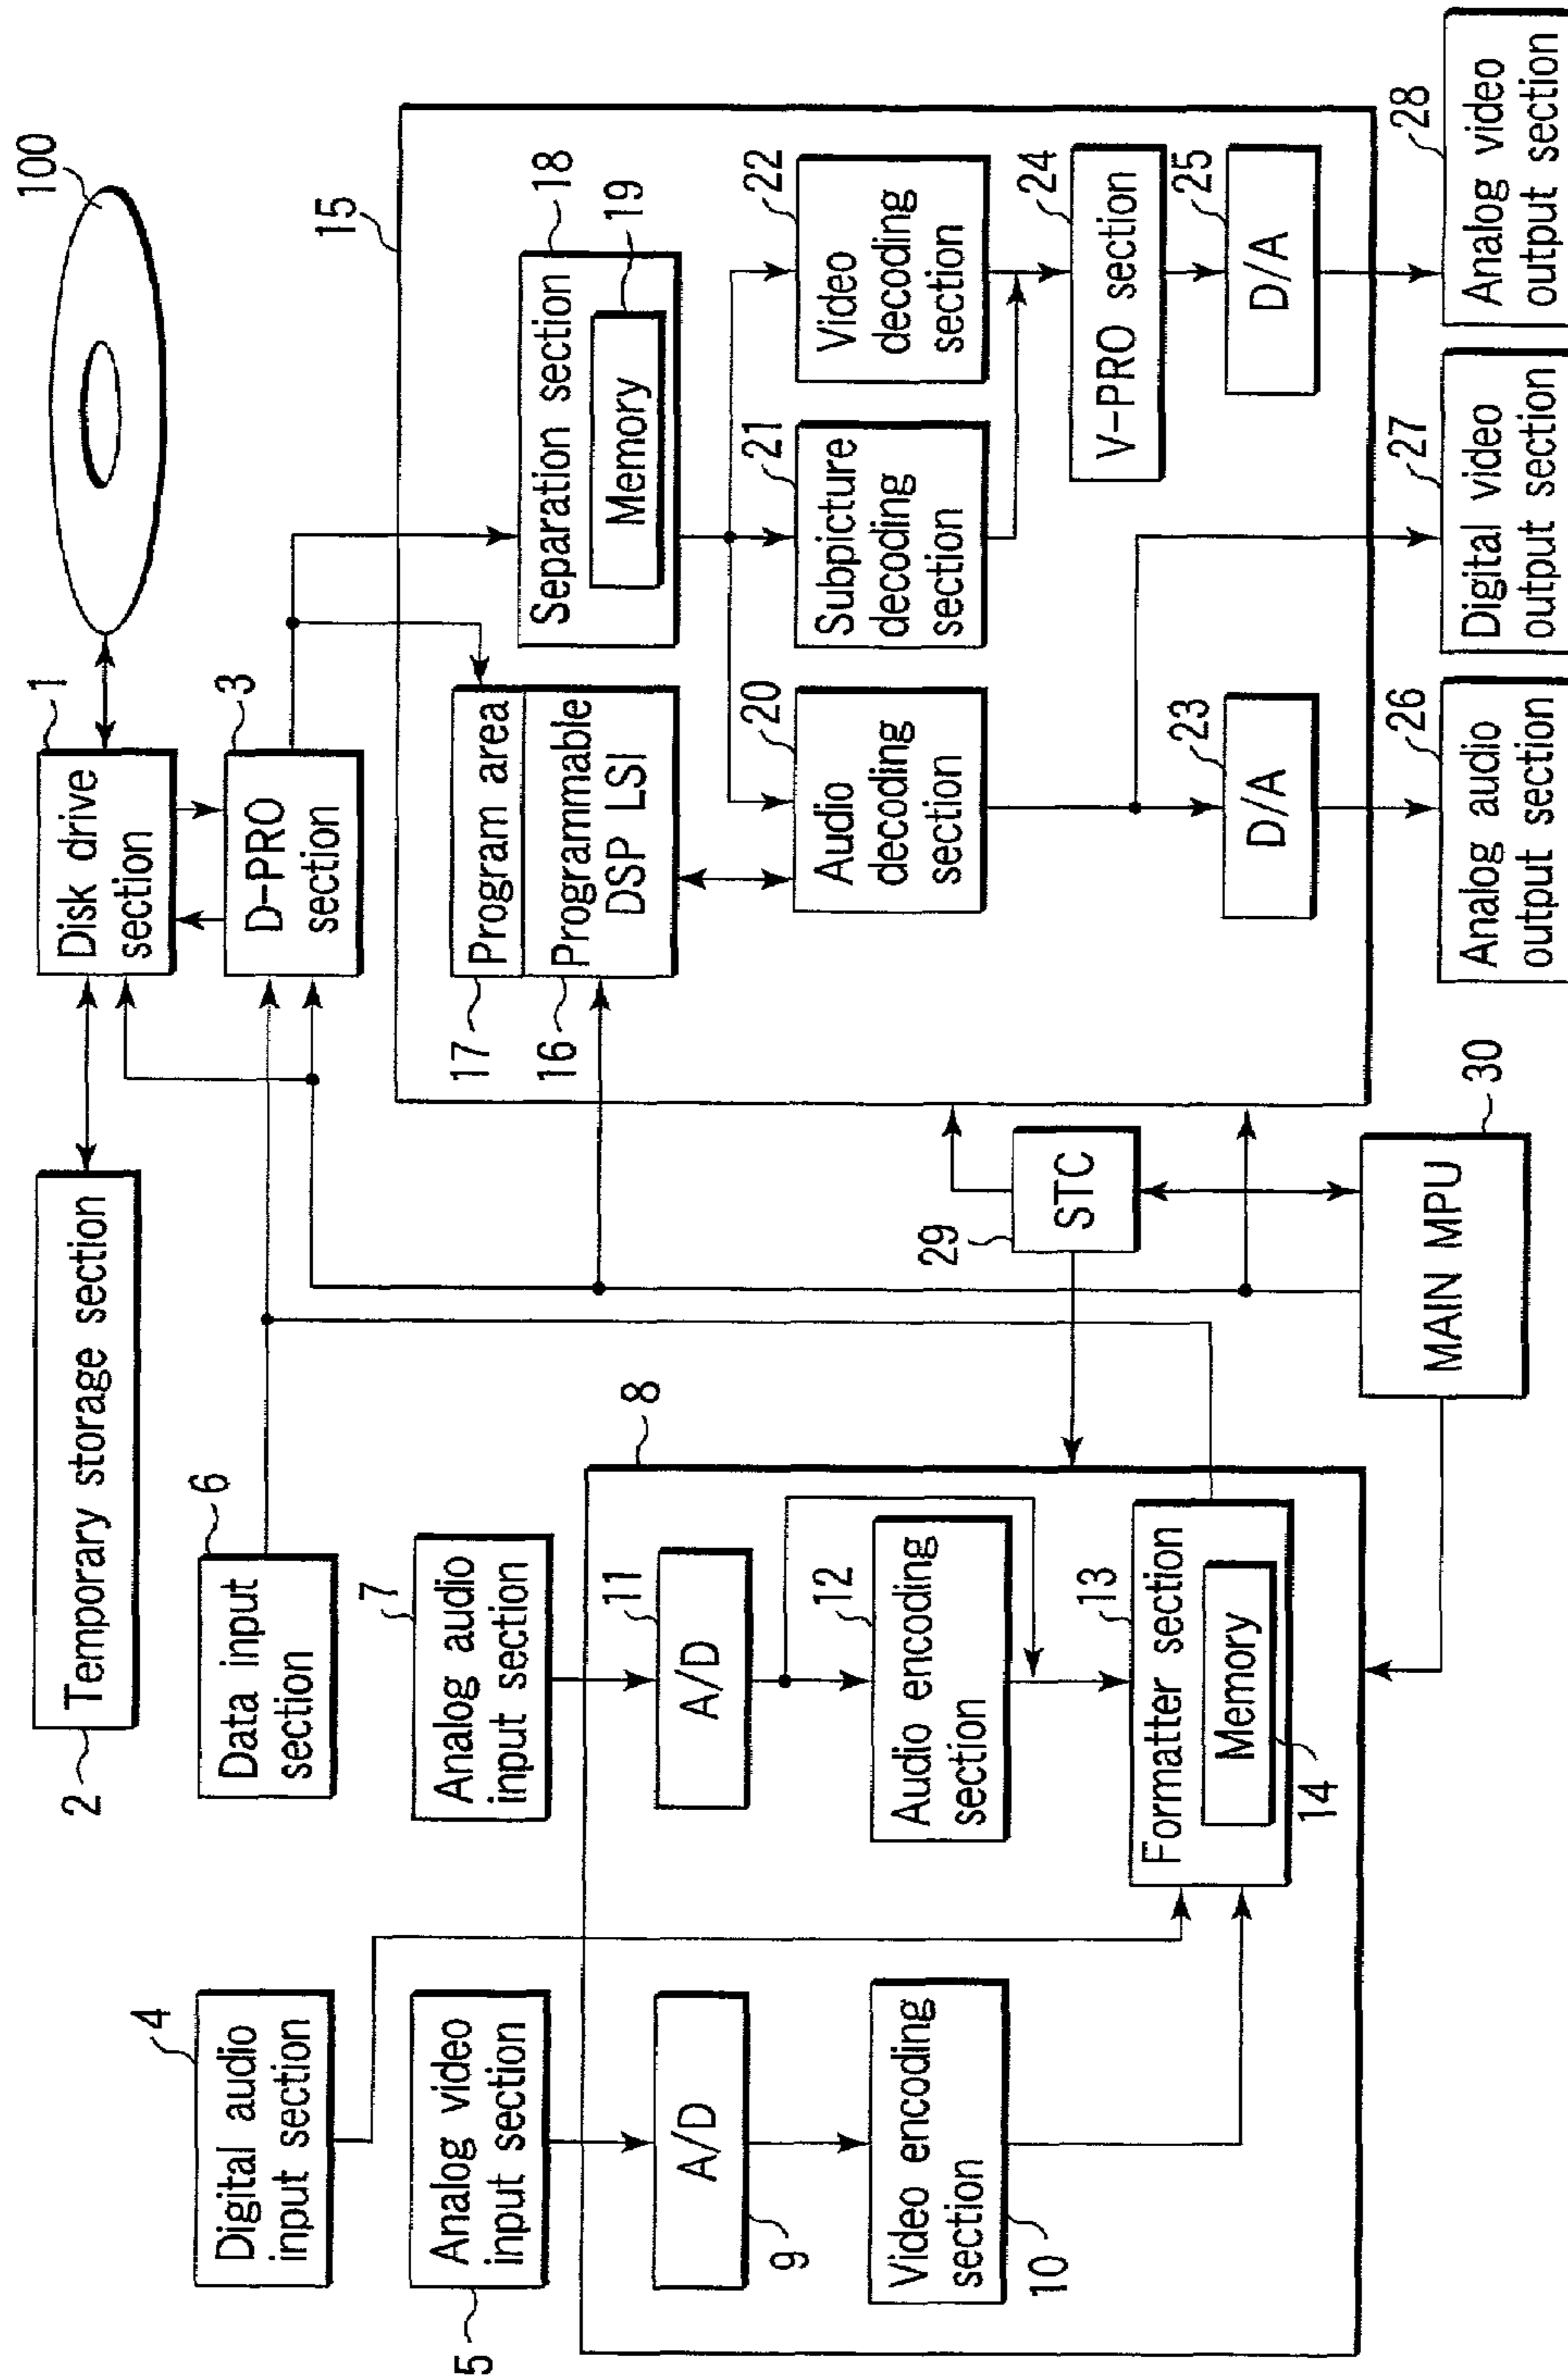 100
1
Disk drive
section
2
Temporary storage section
3
D-PRO
section
6
Data input
section
4
Digital audio
input section
5
Analog video
input section
7
Analog audio
input section
8
9
A/D
11
A/D
10
Video encoding
section
12
Audio encoding
section
13
Formatter section
14
Memory
15
17
Program area
16
Programmable
DSP LSI
18
Separation section
19
Memory
20
Audio
decoding
section
21
Subpicture
decoding
section
22
Video
decoding
section
23
D/A
24
V-PRO section
25
D/A
29
STC
30
MAIN MPU
26
Analog audio
output section
27
Digital video
output section
28
Analog video
output section